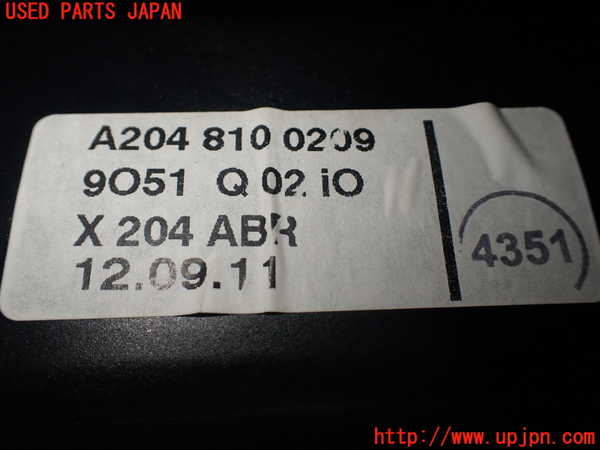 USED PARTS JAPAN
A204 810 0209
9051 Q 02 iO
X 204 ABR
12.09.11
4351
http://www.upjpn.com/